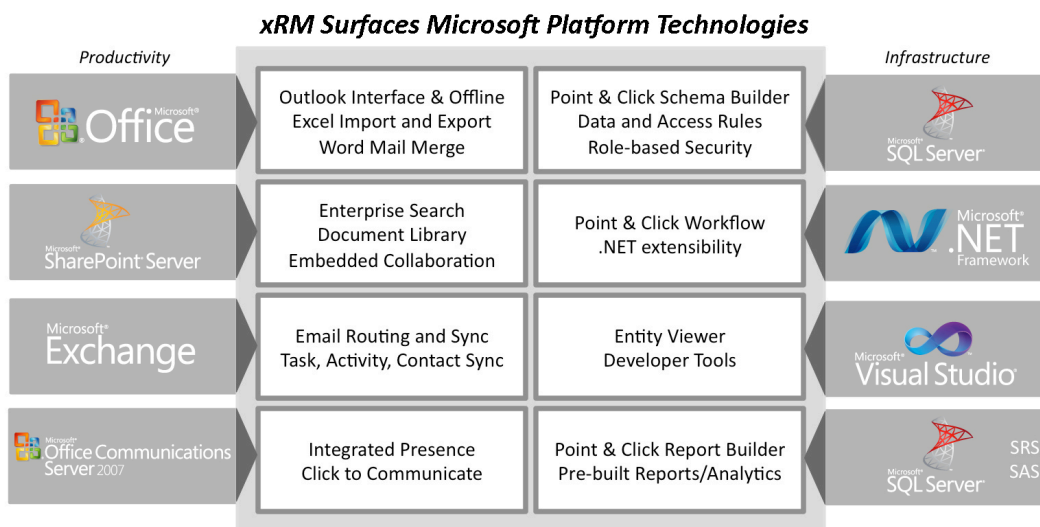 xRM Surfaces Microsoft Platform Technologies
Productivity
Infrastructure
Microsoft®
Office
Outlook Interface & Offline
Excel Import and Export
Word Mail Merge
Point & Click Schema Builder
Data and Access Rules
Role-based Security
Microsoft®
SQL Server®
Microsoft®
SharePoint® Server
Enterprise Search
Document Library
Embedded Collaboration
Point & Click Workflow
.NET extensibility
Microsoft®
.NET
Framework
Microsoft®
Exchange
Email Routing and Sync
Task, Activity, Contact Sync
Entity Viewer
Developer Tools
Microsoft®
Visual Studio®
Microsoft®
Office Communications
Server 2007
Integrated Presence
Click to Communicate
Point & Click Report Builder
Pre-built Reports/Analytics
Microsoft®
SQL Server®
SRS
SAS